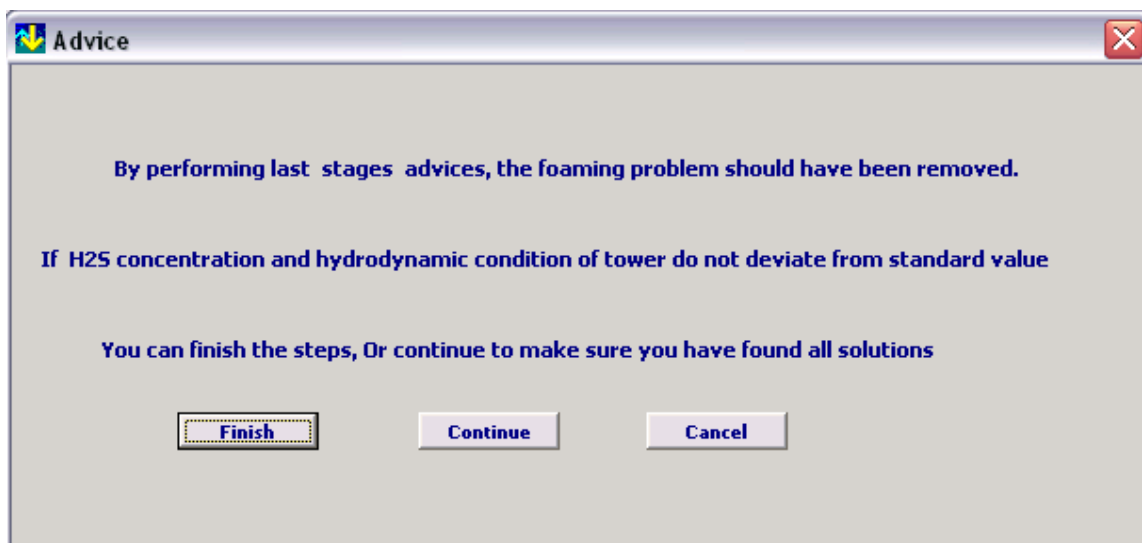 Advice
By performing last stages advices, the foaming problem should have been removed.
If H2S concentration and hydrodynamic condition of tower do not deviate from standard value
You can finish the steps, Or continue to make sure you have found all solutions
Finish Continue Cancel